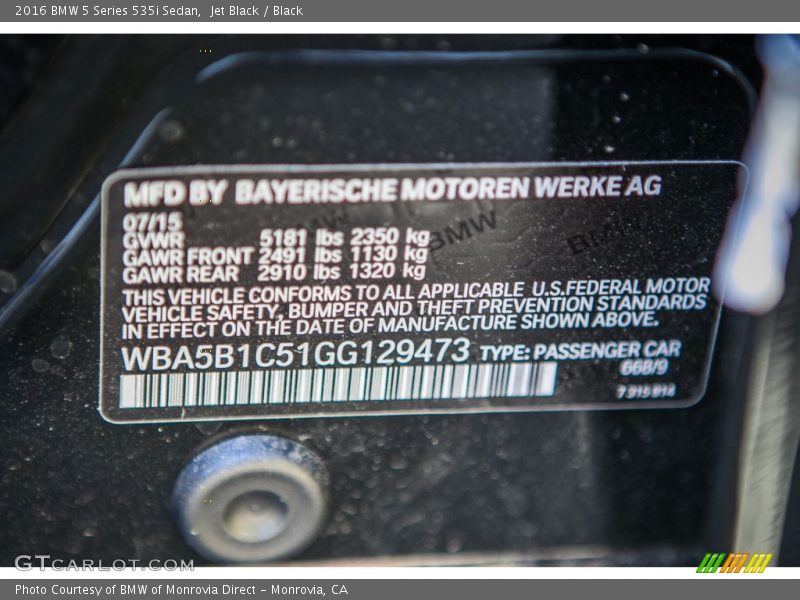 2016 BMW 5 Series 535i Sedan, Jet Black / Black
MFD BY BAYERISCHE MOTOREN WERKE AG
07/15
GVWR 5181 lbs 2350 kg
GAWR FRONT 2491 lbs 1130 kg
GAWR REAR 2910 lbs 1320 kg
BMW BMW
THIS VEHICLE CONFORMS TO ALL APPLICABLE U.S.FEDERAL MOTOR
VEHICLE SAFETY, BUMPER AND THEFT PREVENTION STANDARDS
IN EFFECT ON THE DATE OF MANUFACTURE SHOWN ABOVE.
WBA5B1C51GG129473 TYPE: PASSENGER CAR
668/9
GTCARLOT.COM
Photo Courtesy of BMW of Monrovia Direct - Monrovia, CA